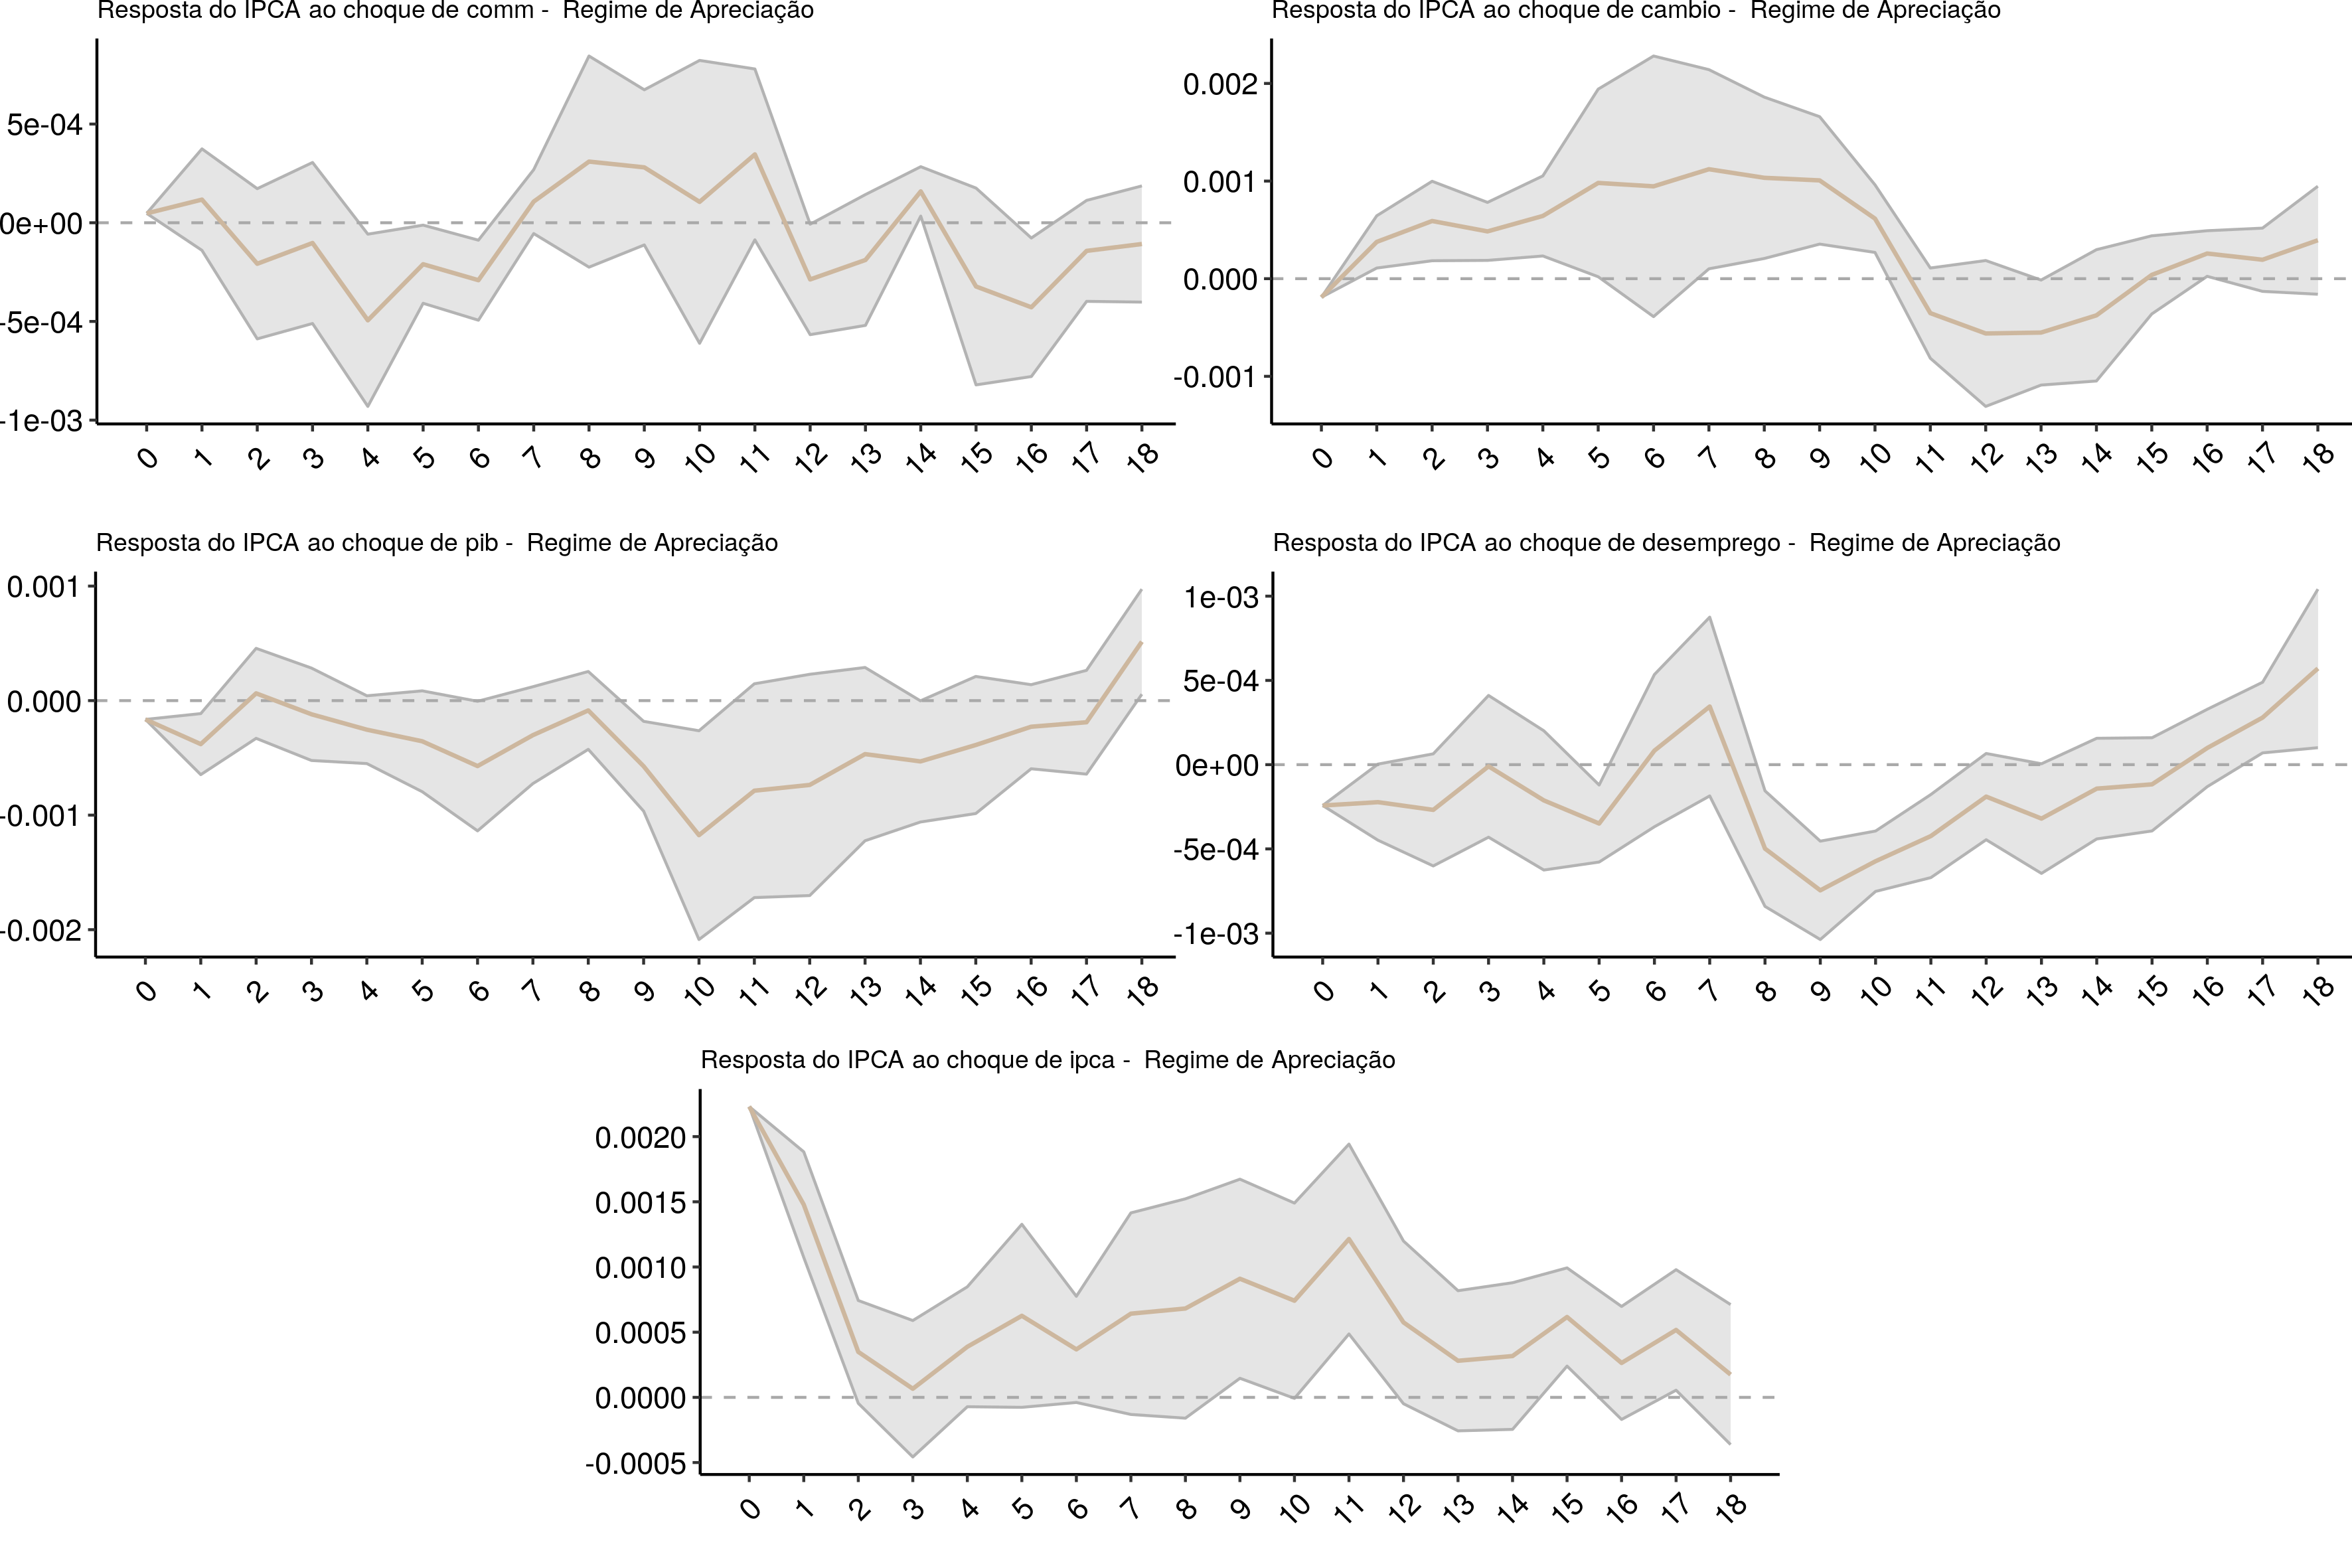 Resposta do IPCA ao choque de comm - Regime de Apreciação
5e-04
0e+00
-5e-04
-1e-03
0 1 2 3 4 5 6 7 8 9 10 11 12 13 14 15 16 17 18
Resposta do IPCA ao choque de cambio - Regime de Apreciação
0.002
0.001
0.000
-0.001
0 1 2 3 4 5 6 7 8 9 10 11 12 13 14 15 16 17 18
Resposta do IPCA ao choque de pib - Regime de Apreciação
0.001
0.000
-0.001
-0.002
0 1 2 3 4 5 6 7 8 9 10 11 12 13 14 15 16 17 18
Resposta do IPCA ao choque de desemprego - Regime de Apreciação
1e-03
5e-04
0e+00
-5e-04
-1e-03
0 1 2 3 4 5 6 7 8 9 10 11 12 13 14 15 16 17 18
Resposta do IPCA ao choque de ipca - Regime de Apreciação
0.0020
0.0015
0.0010
0.0005
0.0000
-0.0005
0 1 2 3 4 5 6 7 8 9 10 11 12 13 14 15 16 17 18